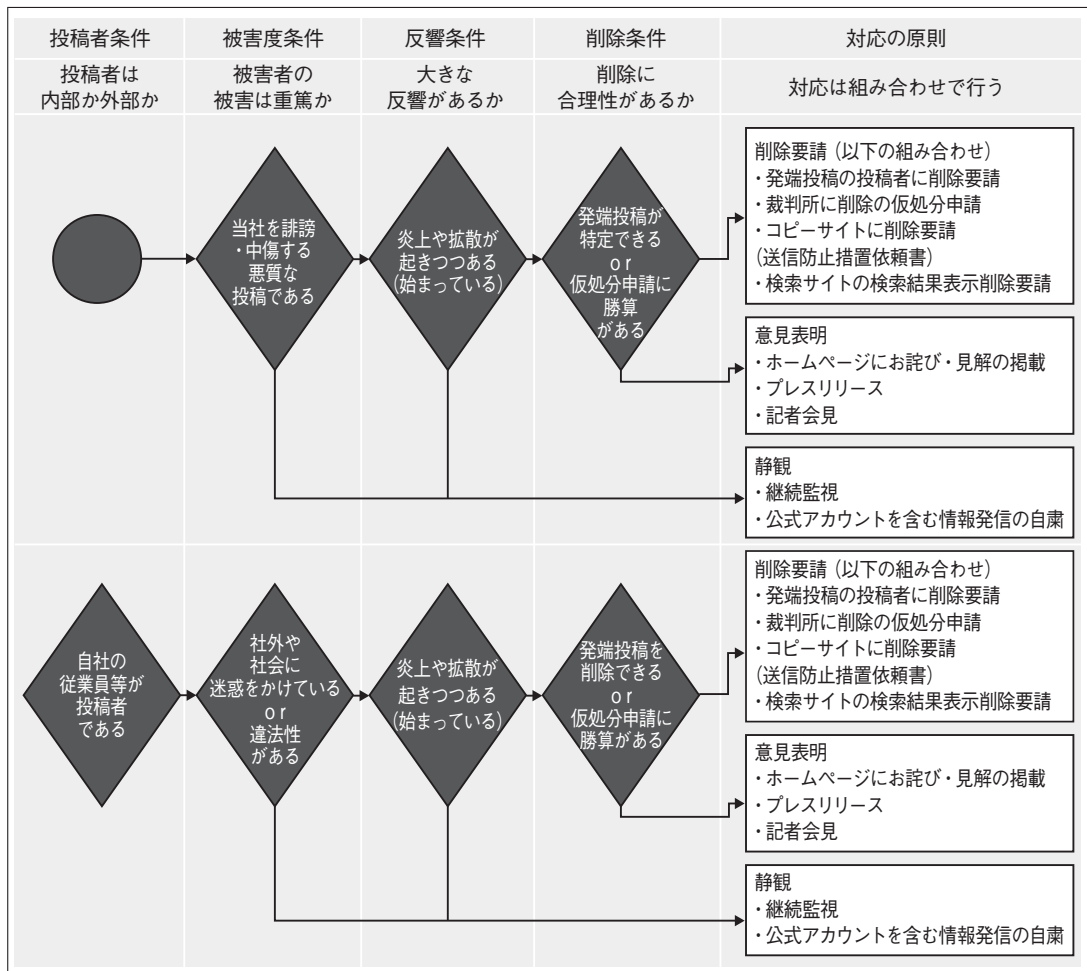 投稿者条件
被害度条件
反響条件
削除条件
対応の原則
投稿者は
内部か外部か
被害者の
被害は重篤か
大きな
反響があるか
削除に
合理性があるか
対応は組み合わせで行う
当社を誹謗
・中傷する
悪質な
投稿である
炎上や拡散が
起きつつある
(始まっている)
発端投稿が
特定できる
or
仮処分申請に
勝算
がある
削除要請（以下の組み合わせ）
・発端投稿の投稿者に削除要請
・裁判所に削除の仮処分申請
・コピーサイトに削除要請
(送信防止措置依頼書)
・検索サイトの検索結果表示削除要請
意見表明
・ホームページにお詫び・見解の掲載
・プレスリリース
・記者会見
静観
・継続監視
・公式アカウントを含む情報発信の自粛
自社の
従業員等が
投稿者
である
社外や
社会に
迷惑をかけている
or
違法性
がある
炎上や拡散が
起きつつある
(始まっている)
発端投稿を
削除できる
or
仮処分申請に
勝算がある
削除要請（以下の組み合わせ）
・発端投稿の投稿者に削除要請
・裁判所に削除の仮処分申請
・コピーサイトに削除要請
(送信防止措置依頼書)
・検索サイトの検索結果表示削除要請
意見表明
・ホームページにお詫び・見解の掲載
・プレスリリース
・記者会見
静観
・継続監視
・公式アカウントを含む情報発信の自粛